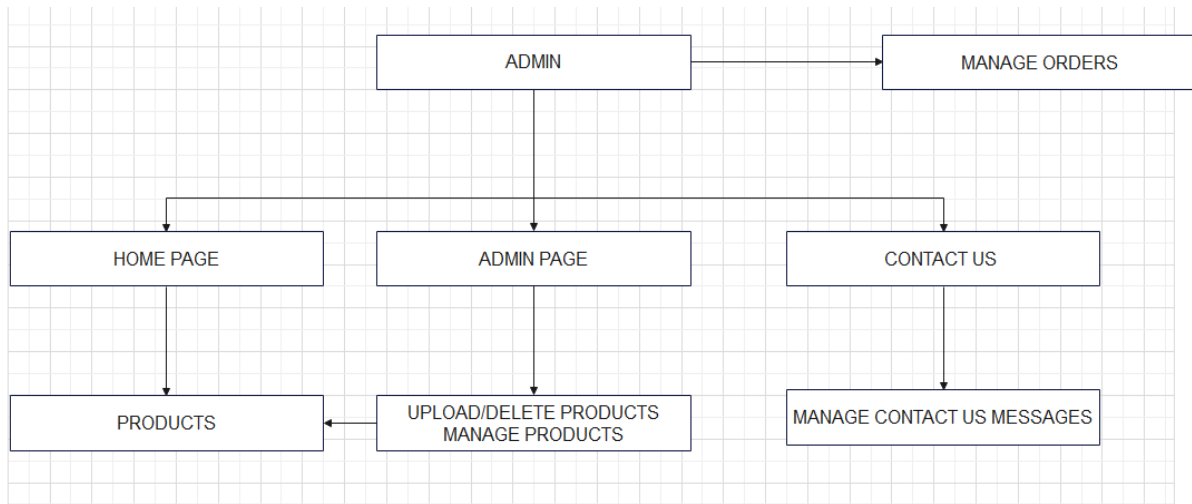 ADMIN
MANAGE ORDERS
HOME PAGE
ADMIN PAGE
CONTACT US
PRODUCTS
UPLOAD/DELETE PRODUCTS
MANAGE PRODUCTS
MANAGE CONTACT US MESSAGES